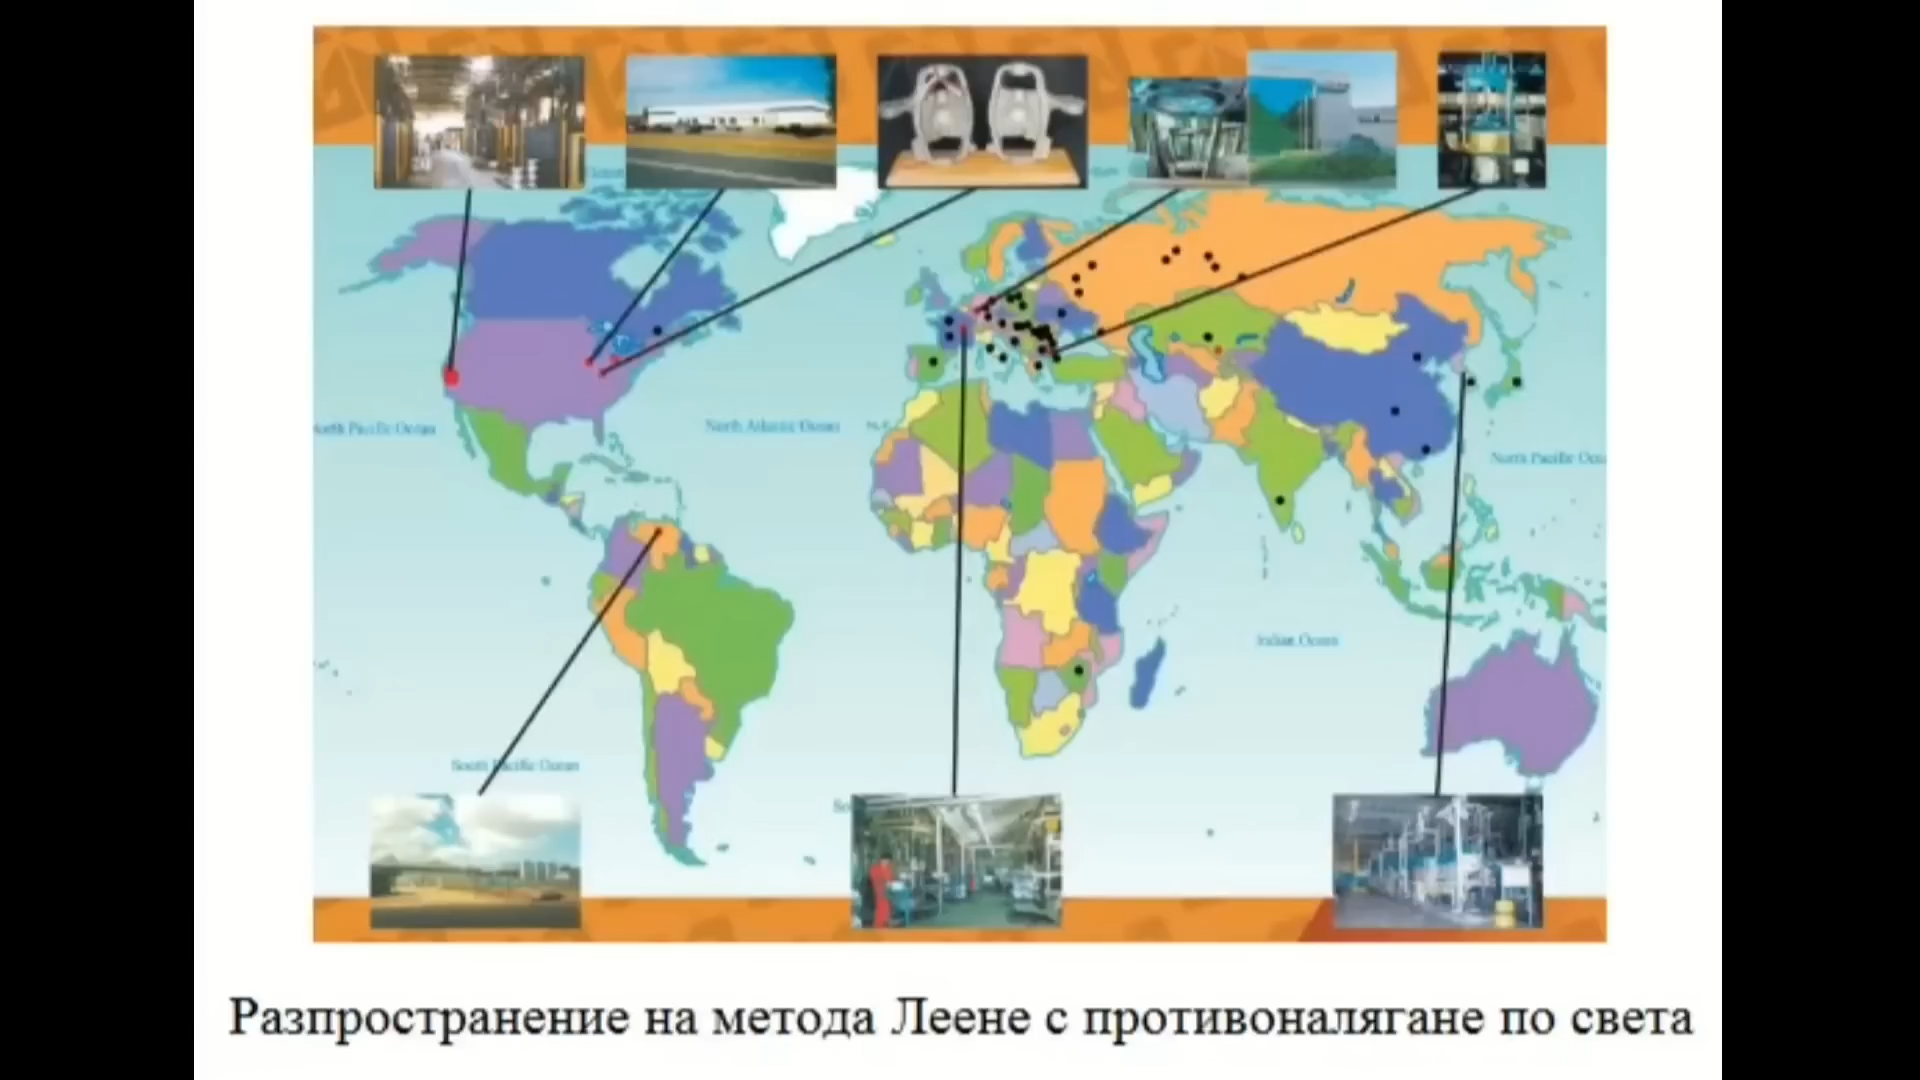 North Pacific Ocean
North Atlantic Ocean
North Pacific Oce
Indian Ocean
South Pacific Ocean
Разпространение на метода Леене с противоналягане по света